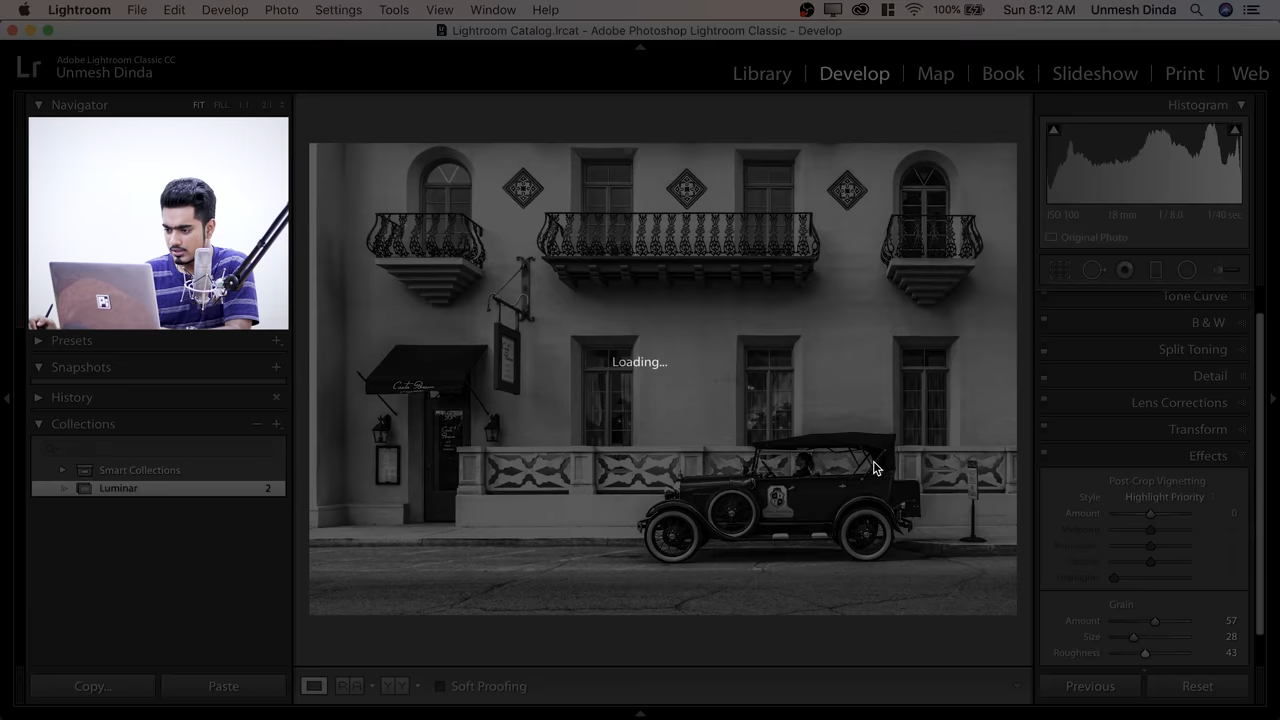 Lightroom File Edit Develop Photo Settings Tools View Window Help 100% Sun 8:12 AM Unmesh Dinda
Lightroom Catalog.lrcat - Adobe Photoshop Lightroom Classic - Develop
Lr Adobe Lightroom Classic CC
Unmesh Dinda
Library | Develop | Map | Book | Slideshow | Print | Web
Navigator FIT FILL 1:1 2:1
Histogram
ISO 100 18 mm f / 8.0 1/40 sec
Original Photo
Tone Curve
Presets
B & W
Snapshots
Split Toning
Loading...
Detail
History
Lens Corrections
Collections
Transform
Effects
Smart Collections
Luminar 2
Post-Crop Vignetting
Style Highlight Priority
Amount 0
Midpoint
Roundness
Feather
Highlights
Grain
Amount 57
Size 28
Roughness 43
Copy... Paste
Soft Proofing
Previous Reset